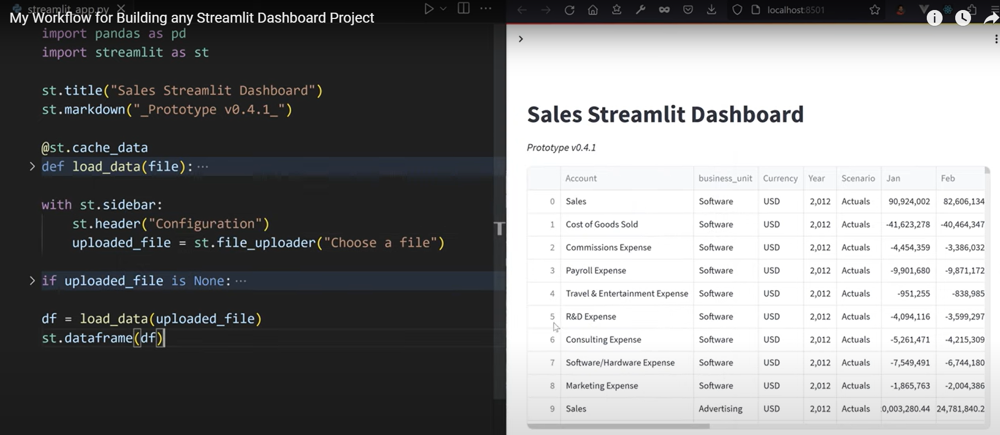 streamlit_app.py
My Workflow for Building any Streamlit Dashboard Project
import pandas as pd
import streamlit as st
st.title("Sales Streamlit Dashboard")
st.markdown("_Prototype v0.4.1_")
@st.cache_data
def load_data(file):···
with st.sidebar:
st.header("Configuration")
uploaded_file = st.file_uploader("Choose a file")
if uploaded_file is None:···
df = load_data(uploaded_file)
st.dataframe(df)
localhost:8501
Sales Streamlit Dashboard
Prototype v0.4.1
Account business_unit Currency Year Scenario Jan Feb
0 Sales Software USD 2,012 Actuals 90,924,002 82,606,134
1 Cost of Goods Sold Software USD 2,012 Actuals -41,623,278 -40,464,347
2 Commissions Expense Software USD 2,012 Actuals -4,454,359 -3,386,032
3 Payroll Expense Software USD 2,012 Actuals -9,901,680 -9,871,172
4 Travel & Entertainment Expense Software USD 2,012 Actuals -951,255 -838,985
5 R&D Expense Software USD 2,012 Actuals -4,094,116 -3,599,297
6 Consulting Expense Software USD 2,012 Actuals -5,261,471 -4,215,309
7 Software/Hardware Expense Software USD 2,012 Actuals -7,549,491 -6,744,180
8 Marketing Expense Software USD 2,012 Actuals -1,865,763 -2,004,386
9 Sales Advertising USD 2,012 Actuals 0,003,280.44 24,781,840.2